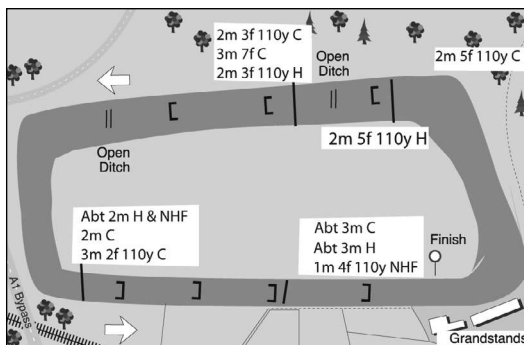 2m 3f 110y C
3m 7f C
2m 3f 110y H
Open
Ditch
2m 5f 110y C
2m 5f 110y H
Open
Ditch
Abt 2m H & NHF
2m C
3m 2f 110y C
Abt 3m C
Abt 3m H
1m 4f 110y NHF
Finish
A1 Bypass
Grandstands